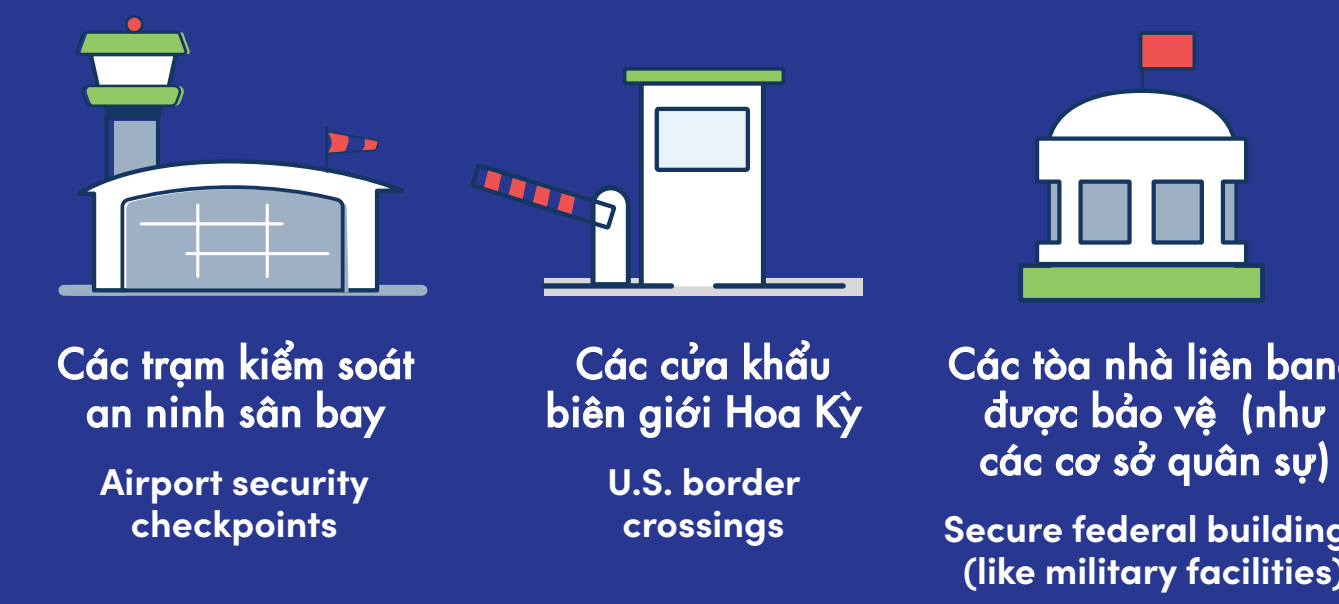 Các trạm kiểm soát
an ninh sân bay
Airport security
checkpoints
Các cửa khẩu
biên giới Hoa Kỳ
U.S. border
crossings
Các tòa nhà liên bang
được bảo vệ (như
các cơ sở quân sự)
Secure federal building
(like military facilities)